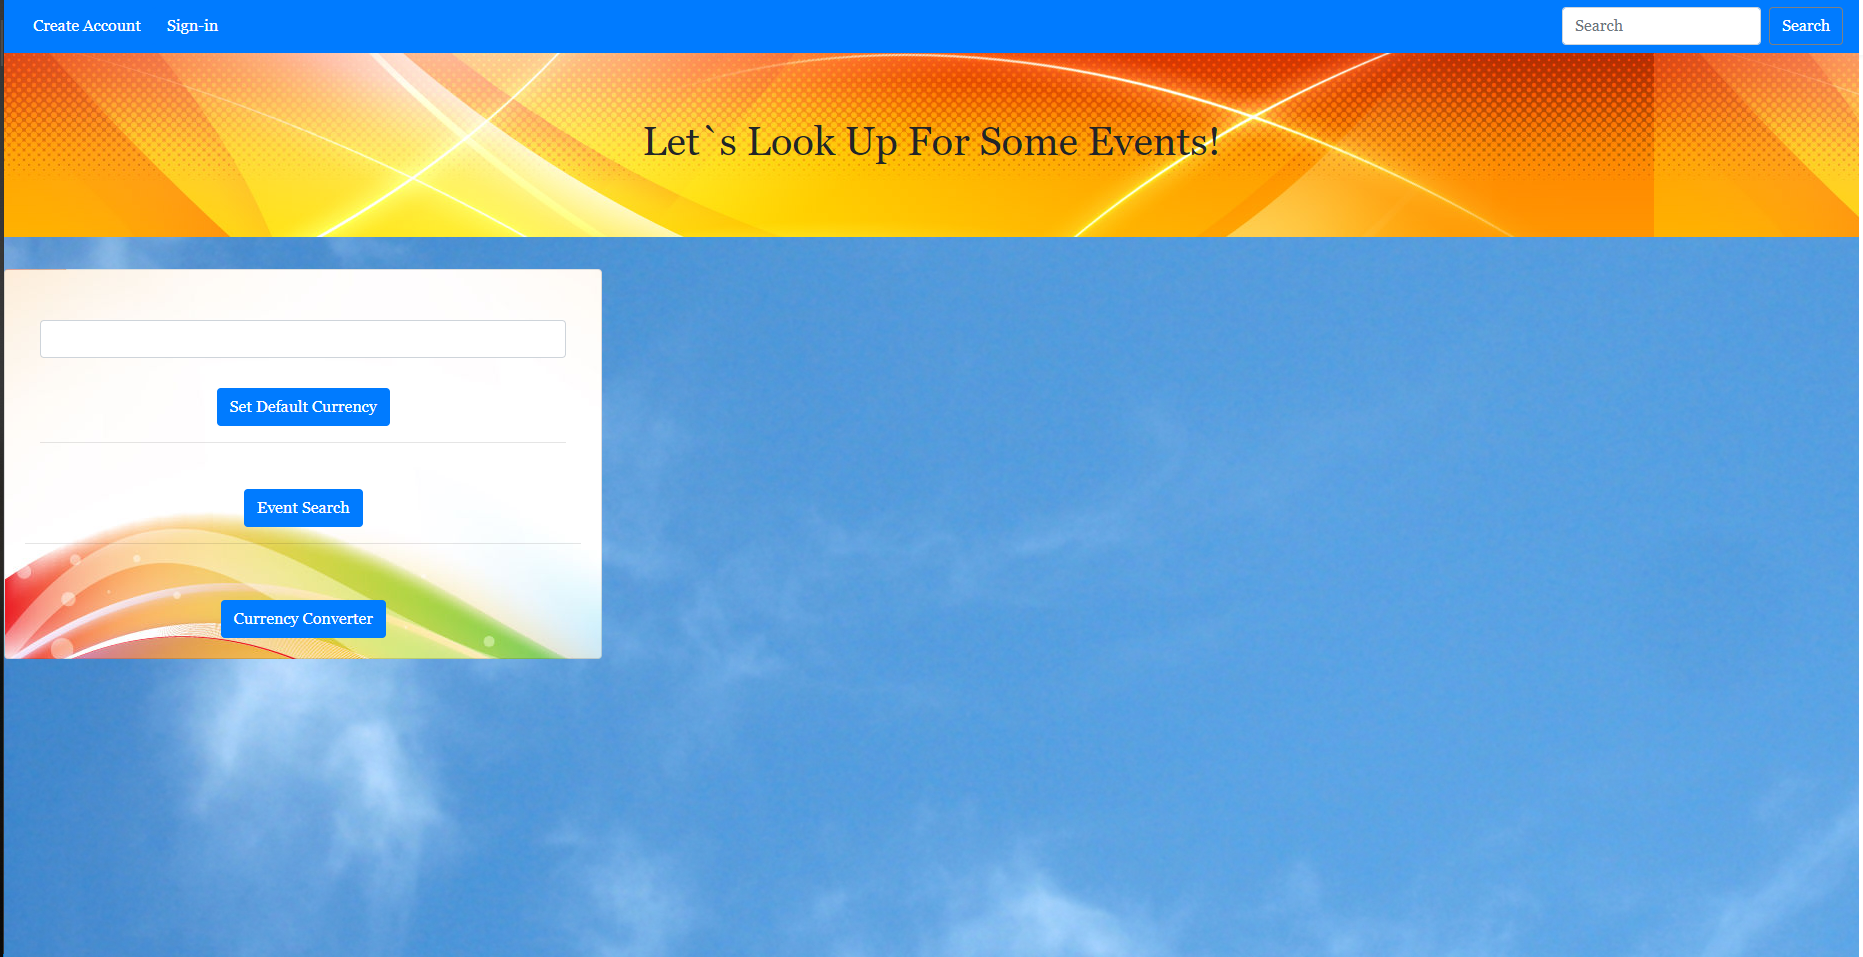 Create Account Sign-in Search Search
Let`s Look Up For Some Events!
Set Default Currency
Event Search
Currency Converter